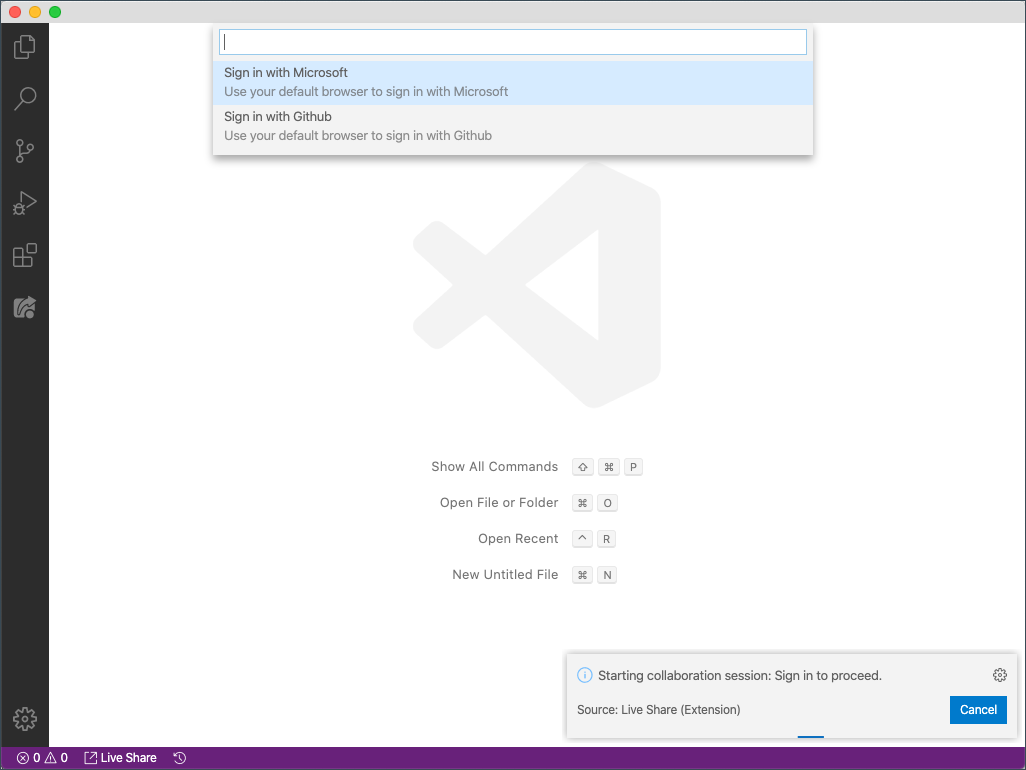 Sign in with Microsoft
Use your default browser to sign in with Microsoft
Sign in with Github
Use your default browser to sign in with Github
Show All Commands ⇧ ⌘ P
Open File or Folder ⌘ O
Open Recent ^ R
New Untitled File ⌘ N
Starting collaboration session: Sign in to proceed.
Source: Live Share (Extension)
Cancel
0 0 Live Share